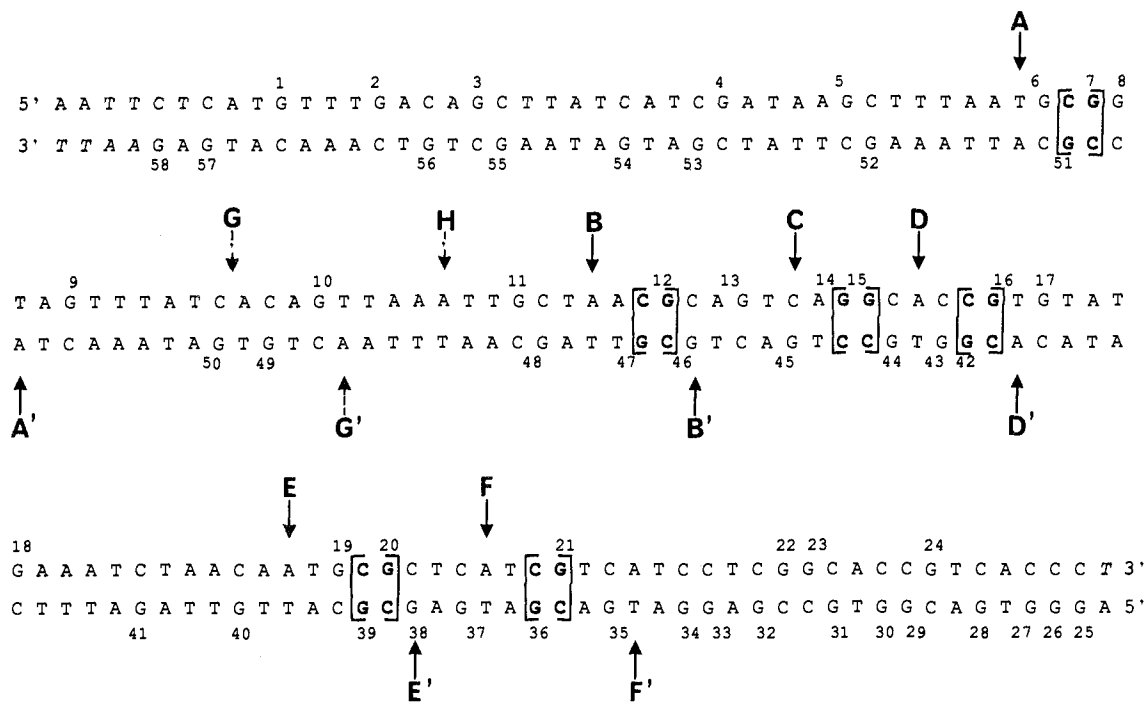 A
1 2 3 4 5 6 7 8
5' A A T T C T C A T G T T T G A C A G C T T A T C A T C G A T A A G C T T T A A T G [C G] G
3' T T A A G A G T A C A A A C T G T C G A A T A G T A G C T A T T C G A A A T T A C [G C] C
58 57 56 55 54 53 52 51
G H B C D
9 10 11 12 13 14 15 16 17
T A G T T T A T C A C A G T T A A A T T G C T A A [C G] C A G T C A [G G] C A C [C G] T G T A T
A T C A A A T A G T G T C A A T T T A A C G A T T [G C] G T C A G T [C C] G T G [G C] A C A T A
50 49 48 47 46 45 44 43 42
A' G' B' D'
E F
18 19 20 21 22 23 24
G A A A T C T A A C A A T G [C G] C T C A T [C G] T C A T C C T C G G C A C C G T C A C C C T 3'
C T T T A G A T T G T T A C [G C] G A G T A [G C] A G T A G G A G C C G T G G C A G T G G G A 5'
41 40 39 38 37 36 35 34 33 32 31 30 29 28 27 26 25
E' F'